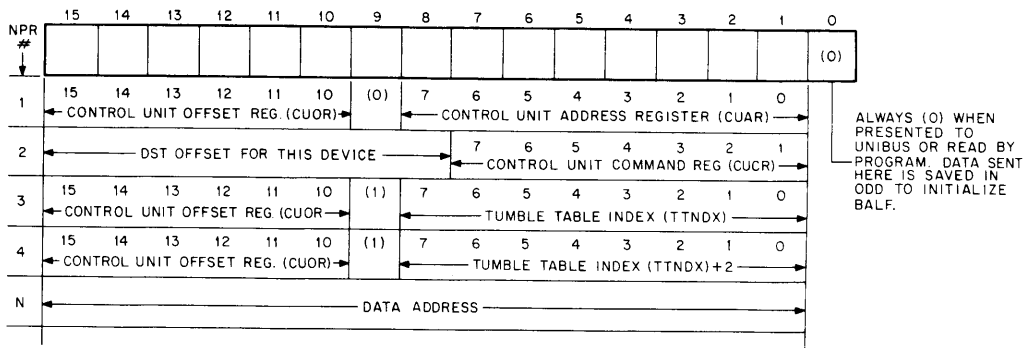 15 14 13 12 11 10 9 8 7 6 5 4 3 2 1 0
NPR
#
(0)
15 14 13 12 11 10 (0) 7 6 5 4 3 2 1 0
1 CONTROL UNIT OFFSET REG. (CUOR) CONTROL UNIT ADDRESS REGISTER (CUAR)
2 DST OFFSET FOR THIS DEVICE 7 6 5 4 3 2 1
CONTROL UNIT COMMAND REG (CUCR)
15 14 13 12 11 10 (1) 7 6 5 4 3 2 1 0
3 CONTROL UNIT OFFSET REG. (CUOR TUMBLE TABLE INDEX (TTNDX)
15 14 13 12 11 10 (1) 7 6 5 4 3 2 1 0
4 CONTROL UNIT OFFSET REG. (CUOR) TUMBLE TABLE INDEX (TTNDX)+2
N DATA ADDRESS
ALWAYS (0) WHEN
PRESENTED TO
UNIBUS OR READ BY
PROGRAM. DATA SENT
HERE IS SAVED IN
ODD TO INITIALIZE
BALF.